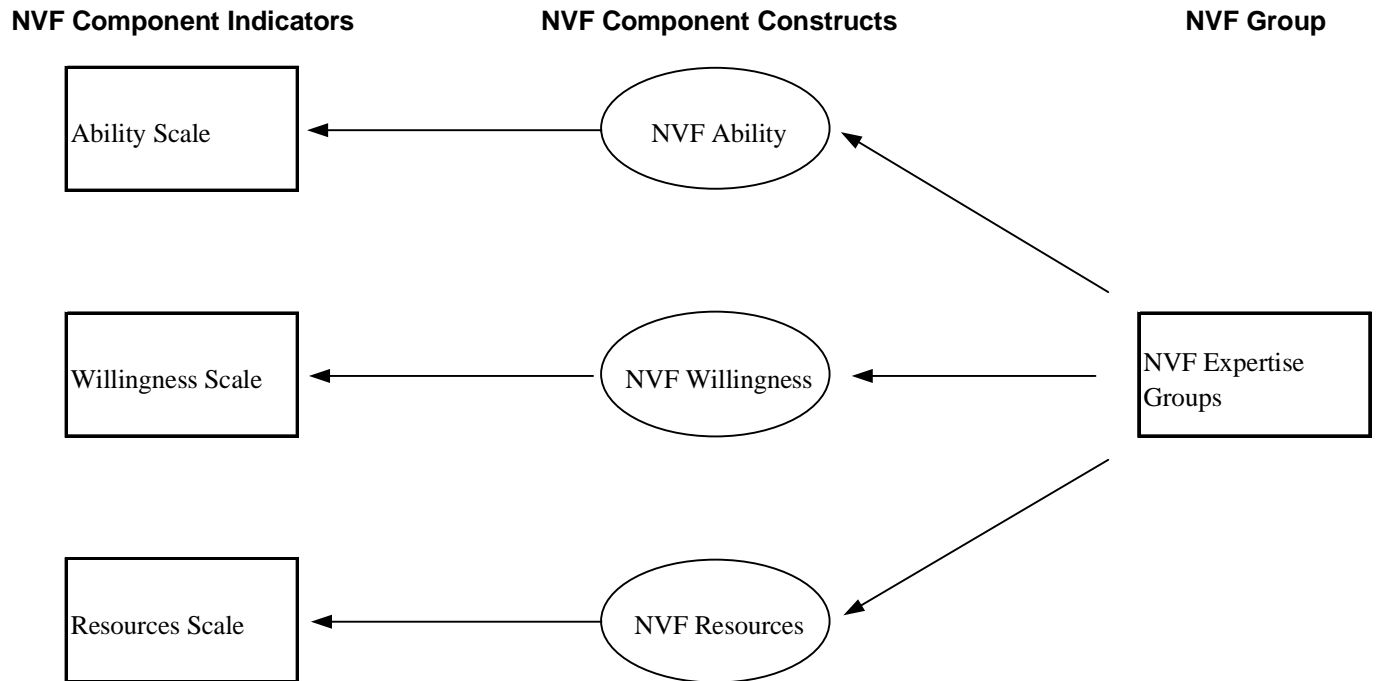 NVF Component Indicators
NVF Component Constructs
NVF Group
Ability Scale
NVF Ability
Willingness Scale
NVF Willingness
NVF Expertise
Groups
Resources Scale
NVF Resources